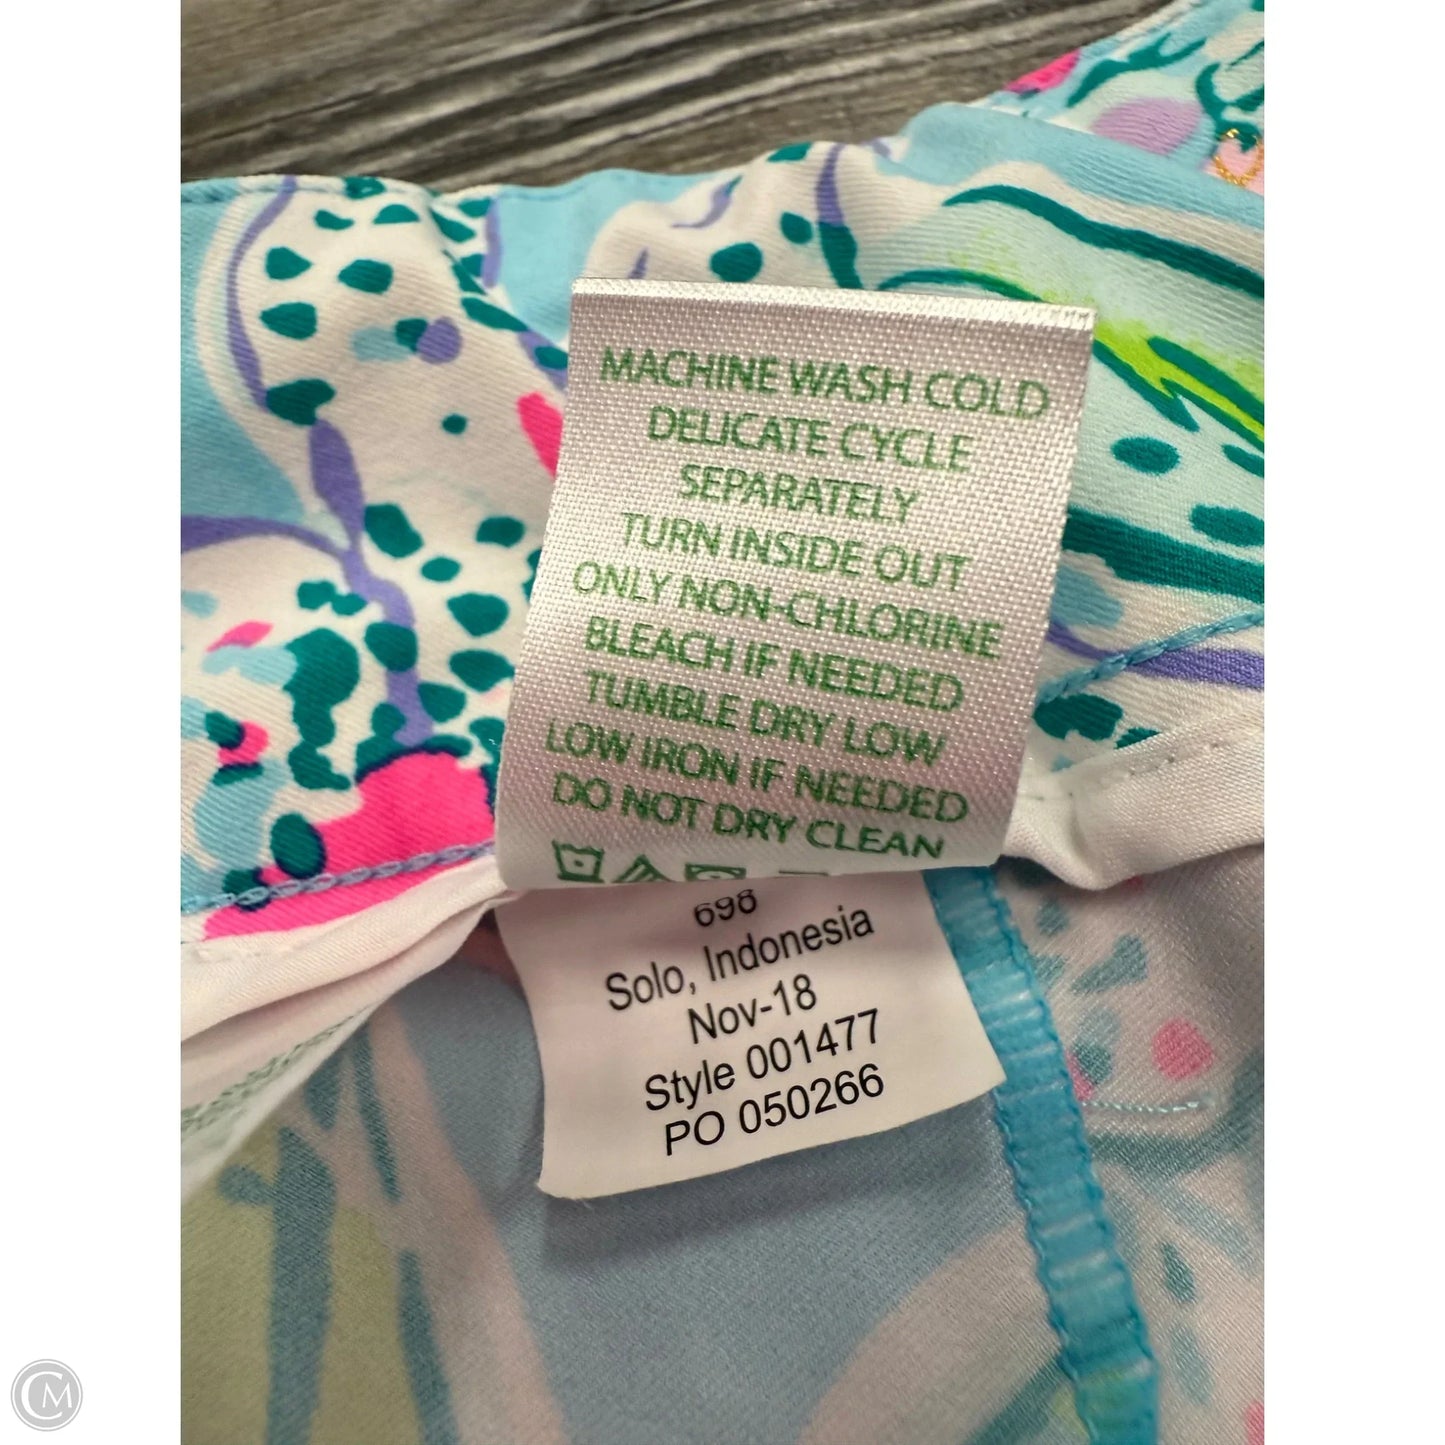 MACHINE WASH COLD
DELICATE CYCLE
SEPARATELY
TURN INSIDE OUT
ONLY NON-CHLORINE
BLEACH IF NEEDED
TUMBLE DRY LOW
LOW IRON IF NEEDED
DO NOT DRY CLEAN
698
Solo, Indonesia
Nov-18
Style 001477
PO 050266
CM